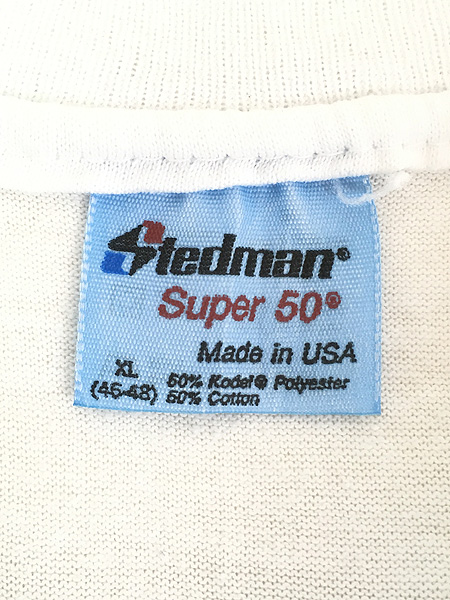 Stedman®
Super 50®
Made in USA
XL
(46-48)
50% Kodel® Polyester
50% Cotton